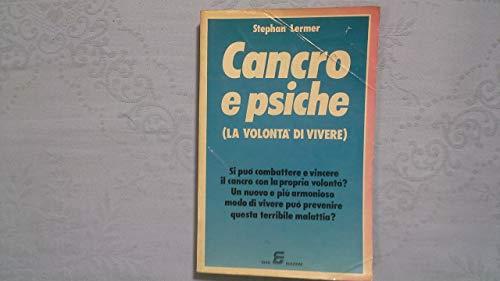 Stephan Lermer
Cancro
e psiche
(LA VOLONTA' DI VIVERE)
Si può combattere e vincere
il cancro con la propria volontà?
Un nuovo e più armonioso
modo di vivere può prevenire
questa terribile malattia?